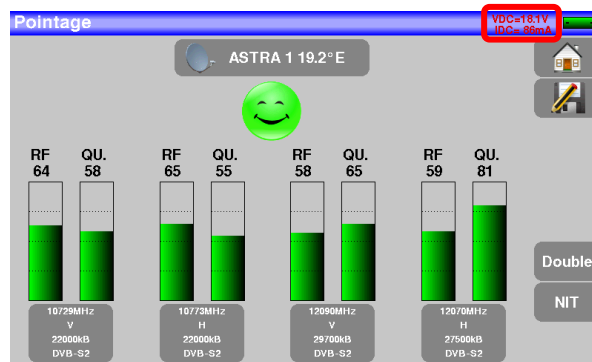 Pointage
VDC=18.1V
IDC= 86mA
ASTRA 1 19.2°E
RF QU. RF QU. RF QU. RF QU.
64 58 65 55 58 65 59 81
Double
NIT
10729MHz
V
22000kB
DVB-S2
10773MHz
H
22000kB
DVB-S2
12090MHz
V
29700kB
DVB-S2
12070MHz
H
27500kB
DVB-S2